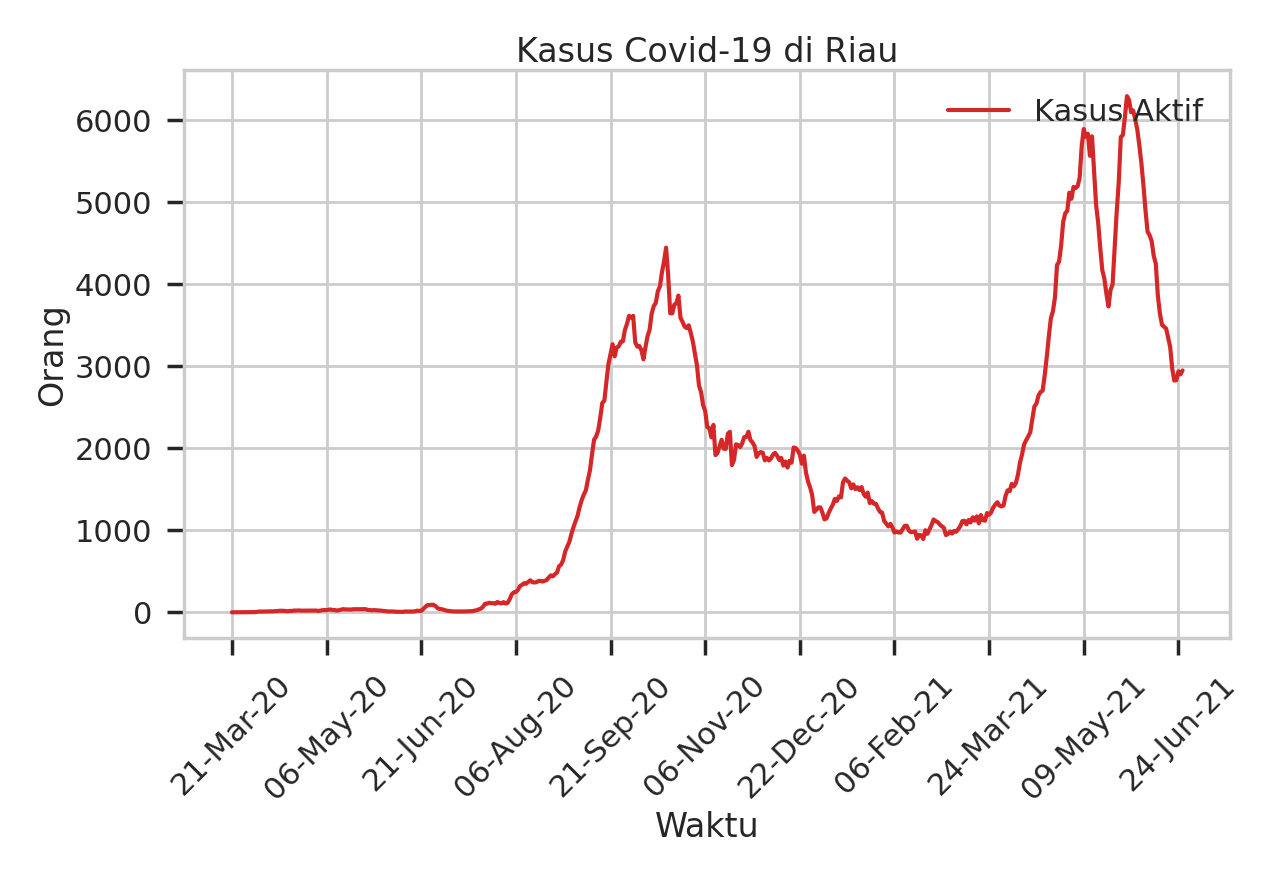 Kasus Covid-19 di Riau
Kasus Aktif
Orang
6000
5000
4000
3000
2000
1000
0
21-Mar-20
06-May-20
21-Jun-20
06-Aug-20
21-Sep-20
06-Nov-20
22-Dec-20
06-Feb-21
24-Mar-21
09-May-21
24-Jun-21
Waktu